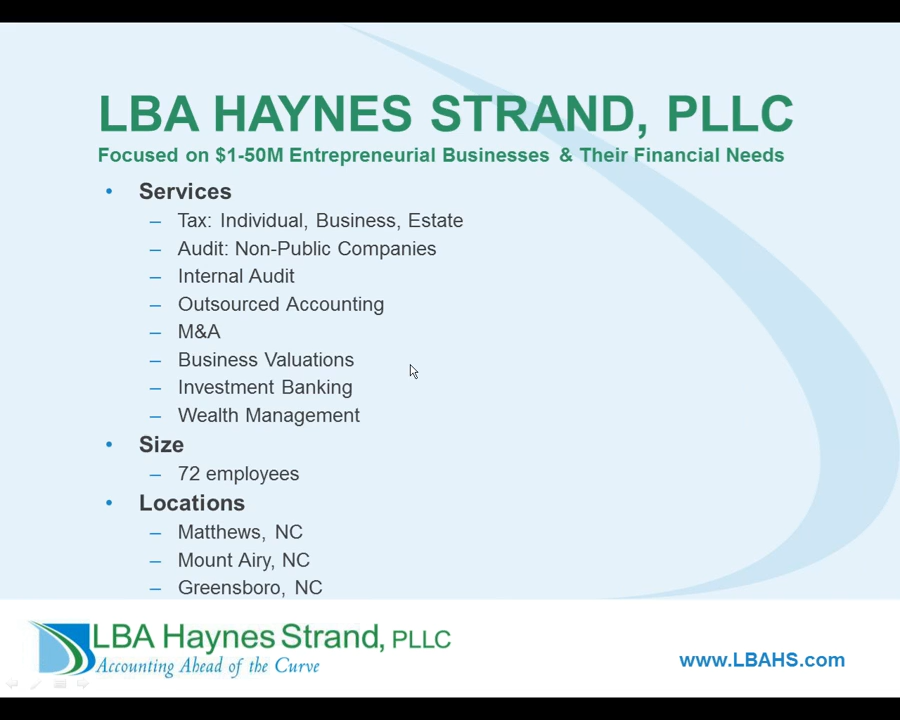 LBA HAYNES STRAND, PLLC
Focused on $1-50M Entrepreneurial Businesses & Their Financial Needs
• Services
– Tax: Individual, Business, Estate
– Audit: Non-Public Companies
– Internal Audit
– Outsourced Accounting
– M&A
– Business Valuations
– Investment Banking
– Wealth Management
• Size
– 72 employees
• Locations
– Matthews, NC
– Mount Airy, NC
– Greensboro, NC
LBA Haynes Strand, PLLC
Accounting Ahead of the Curve
www.LBAHS.com